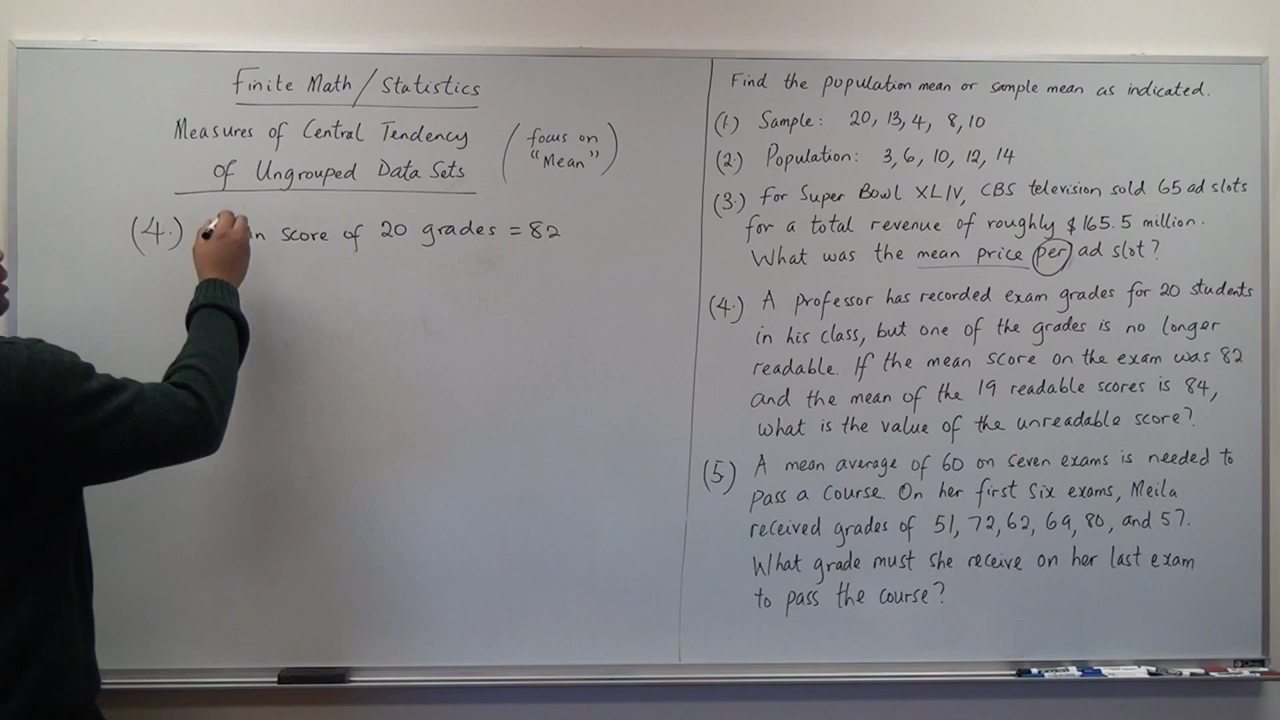 Finite Math/Statistics
Measures of Central Tendency
of Ungrouped Data Sets
(focus on
"Mean")
(4.) score of 20 grades = 82
Find the population mean or sample mean as indicated.
(1) Sample: 20, 13, 4, 8, 10
(2.) Population: 3, 6, 10, 12, 14
(3.) For Super Bowl XLIV, CBS television sold 65 ad slots
for a total revenue of roughly $165.5 million.
What was the mean price per ad slot?
(4.) A professor has recorded exam grades for 20 students
in his class, but one of the grades is no longer
readable. If the mean score on the exam was 82
and the mean of the 19 readable scores is 84,
what is the value of the unreadable score?
(5) A mean average of 60 on seven exams is needed to
pass a course. On her first six exams, Meila
received grades of 51, 72, 62, 69, 80, and 57.
What grade must she receive on her last exam
to pass the course?